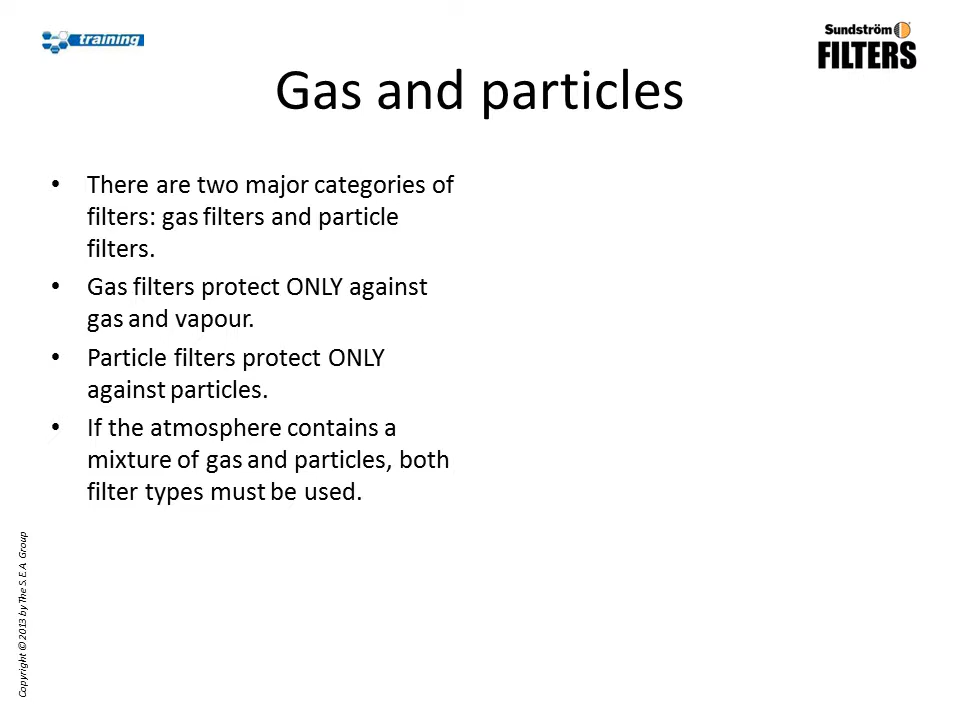 training
Sundström
FILTERS
Gas and particles
• There are two major categories of
filters: gas filters and particle
filters.
• Gas filters protect ONLY against
gas and vapour.
• Particle filters protect ONLY
against particles.
• If the atmosphere contains a
mixture of gas and particles, both
filter types must be used.
Copyright © 2013 by The S.E.A. Group